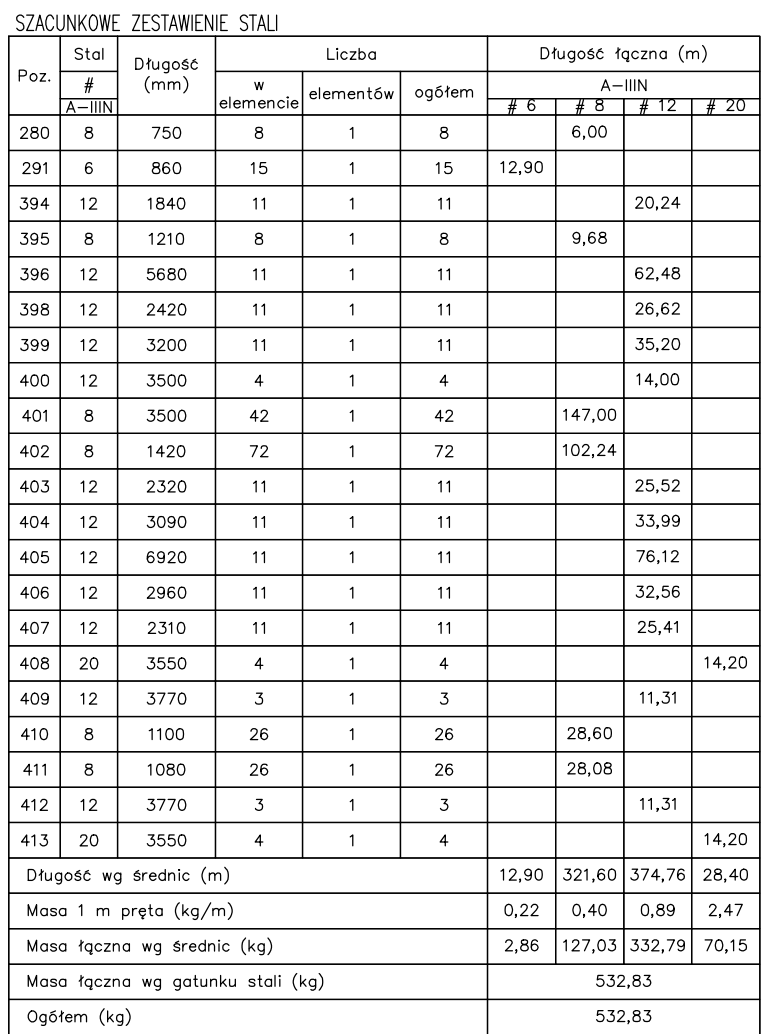 SZACUNKOWE ZESTAWIENIE STALI
Poz. Stal Długość (mm) Liczba Długość łączna (m)
# w elemencie elementów ogółem A-IIIN
A-IIIN # 6 # 8 # 12 # 20
280 8 750 8 1 8 6,00
291 6 860 15 1 15 12,90
394 12 1840 11 1 11 20,24
395 8 1210 8 1 8 9,68
396 12 5680 11 1 11 62,48
398 12 2420 11 1 11 26,62
399 12 3200 11 1 11 35,20
400 12 3500 4 1 4 14,00
401 8 3500 42 1 42 147,00
402 8 1420 72 1 72 102,24
403 12 2320 11 1 11 25,52
404 12 3090 11 1 11 33,99
405 12 6920 11 1 11 76,12
406 12 2960 11 1 11 32,56
407 12 2310 11 1 11 25,41
408 20 3550 4 1 4 14,20
409 12 3770 3 1 3 11,31
410 8 1100 26 1 26 28,60
411 8 1080 26 1 26 28,08
412 12 3770 3 1 3 11,31
413 20 3550 4 1 4 14,20
Długość wg średnic (m) 12,90 321,60 374,76 28,40
Masa 1 m pręta (kg/m) 0,22 0,40 0,89 2,47
Masa łączna wg średnic (kg) 2,86 127,03 332,79 70,15
Masa łączna wg gatunku stali (kg) 532,83
Ogółem (kg) 532,83